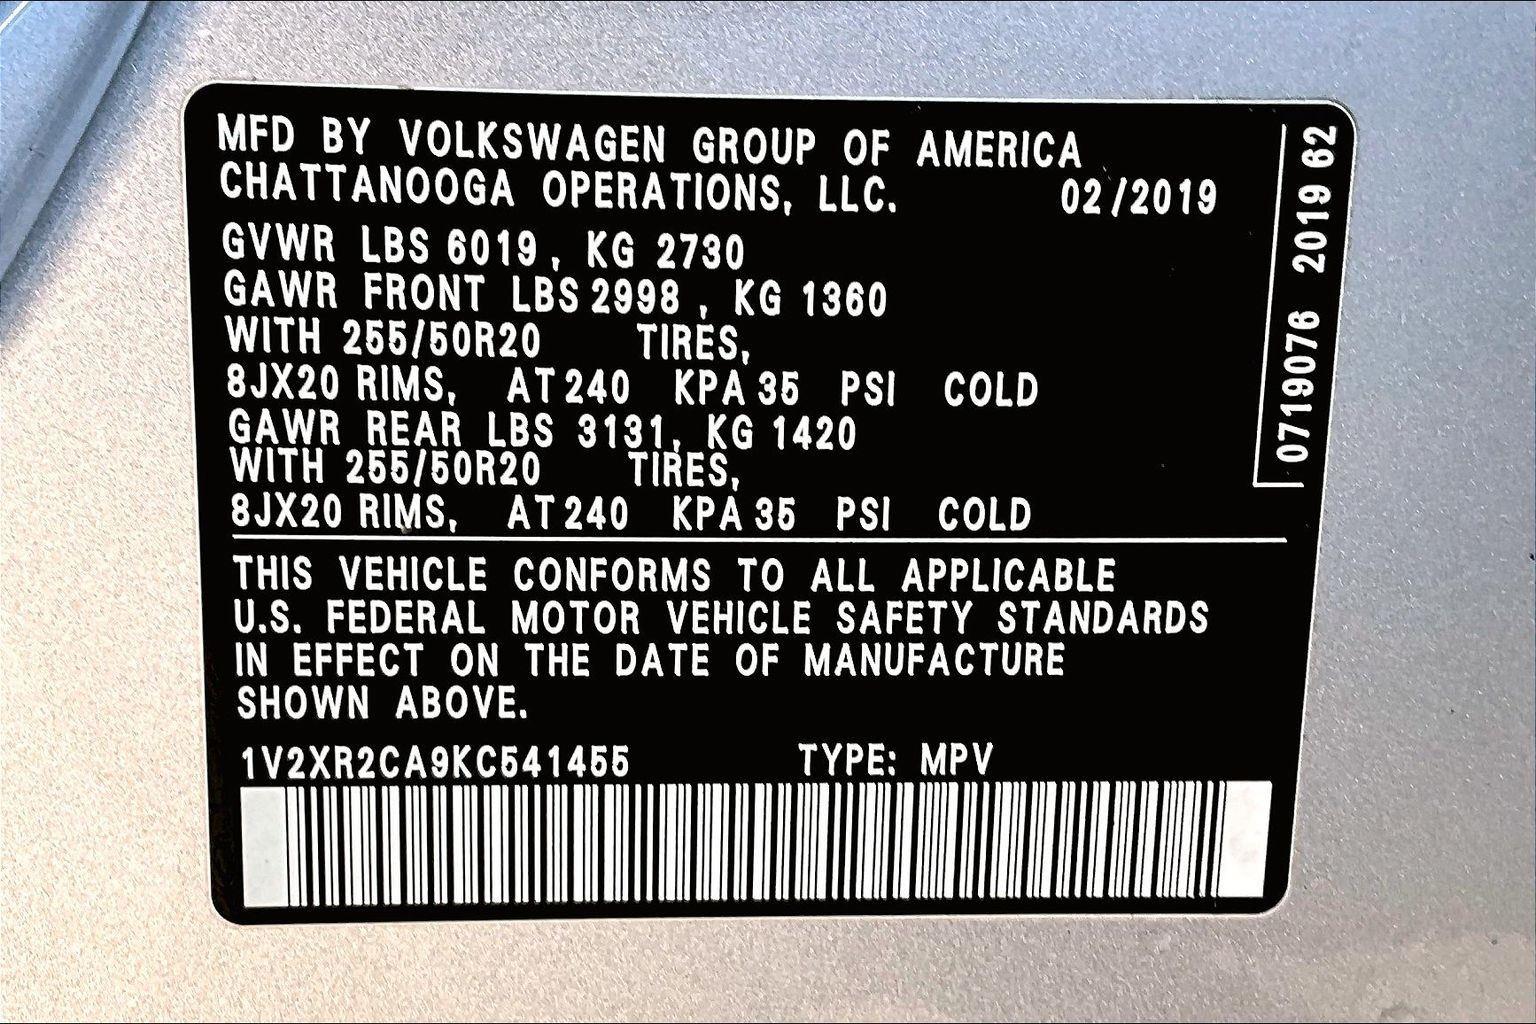 MFD BY VOLKSWAGEN GROUP OF AMERICA
CHATTANOOGA OPERATIONS, LLC. 02/2019
GVWR LBS 6019, KG 2730
GAWR FRONT LBS 2998, KG 1360
WITH 255/50R20 TIRES,
8JX20 RIMS, AT 240 KPA 35 PSI COLD
GAWR REAR LBS 3131, KG 1420
WITH 255/50R20 TIRES,
8JX20 RIMS, AT 240 KPA 35 PSI COLD
THIS VEHICLE CONFORMS TO ALL APPLICABLE
U.S. FEDERAL MOTOR VEHICLE SAFETY STANDARDS
IN EFFECT ON THE DATE OF MANUFACTURE
SHOWN ABOVE.
1V2XR2CA9KC541455 TYPE: MPV
0719076 2019 62